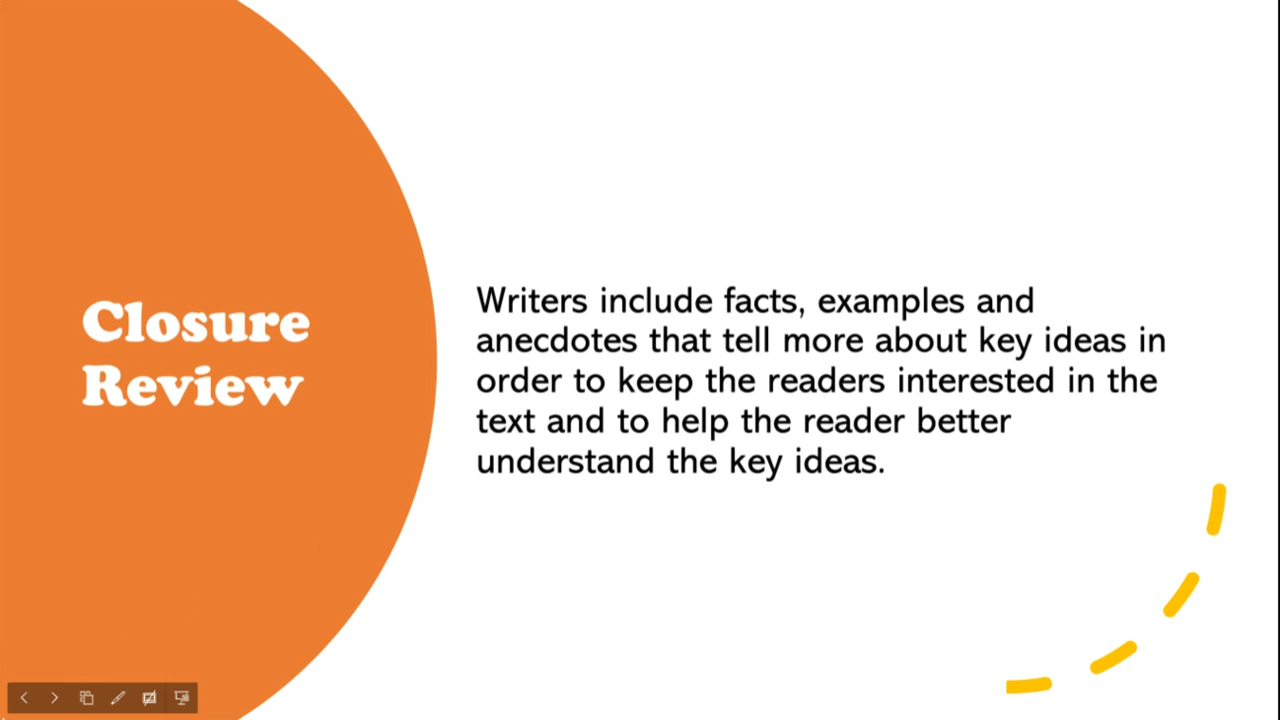 Closure
Review
Writers include facts, examples and
anecdotes that tell more about key ideas in
order to keep the readers interested in the
text and to help the reader better
understand the key ideas.